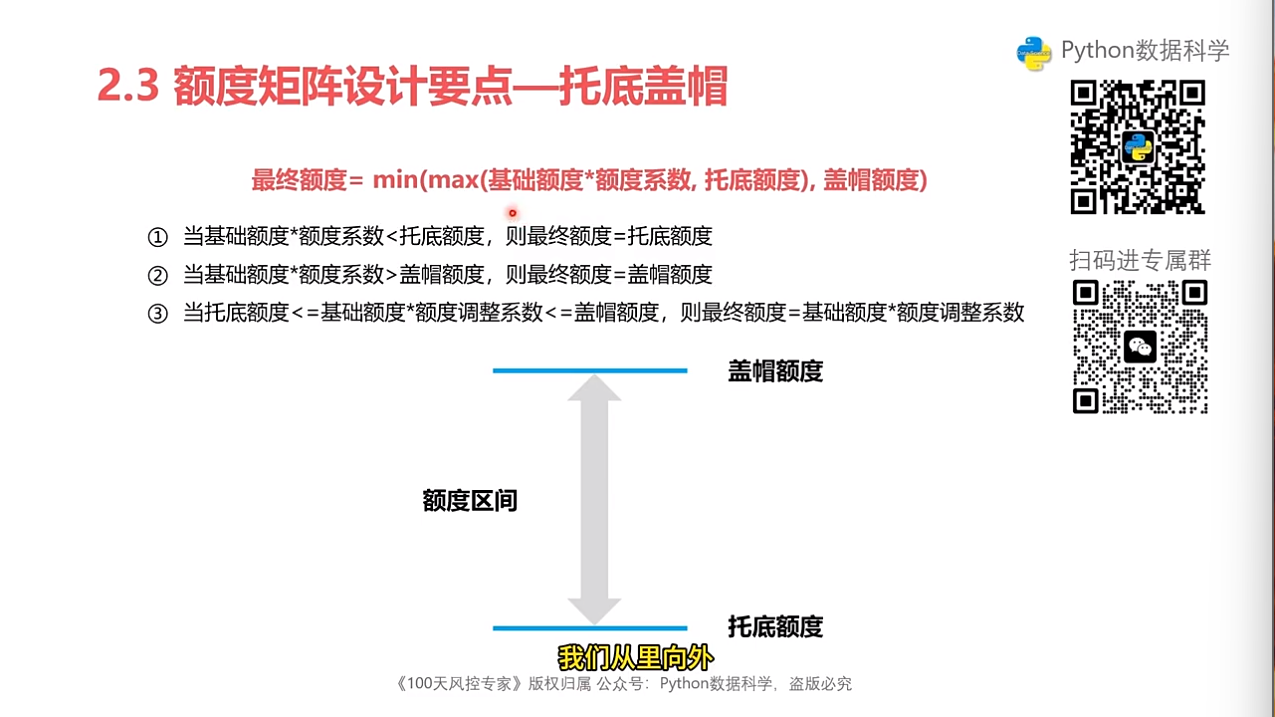 Python数据科学
2.3 额度矩阵设计要点—托底盖帽
最终额度= min(max(基础额度*额度系数, 托底额度), 盖帽额度)
① 当基础额度*额度系数<托底额度，则最终额度=托底额度
② 当基础额度*额度系数>盖帽额度，则最终额度=盖帽额度
③ 当托底额度<=基础额度*额度调整系数<=盖帽额度，则最终额度=基础额度*额度调整系数
扫码进专属群
盖帽额度
额度区间
托底额度
我们从里向外
《100天风控专家》版权归属 公众号：Python数据科学，盗版必究